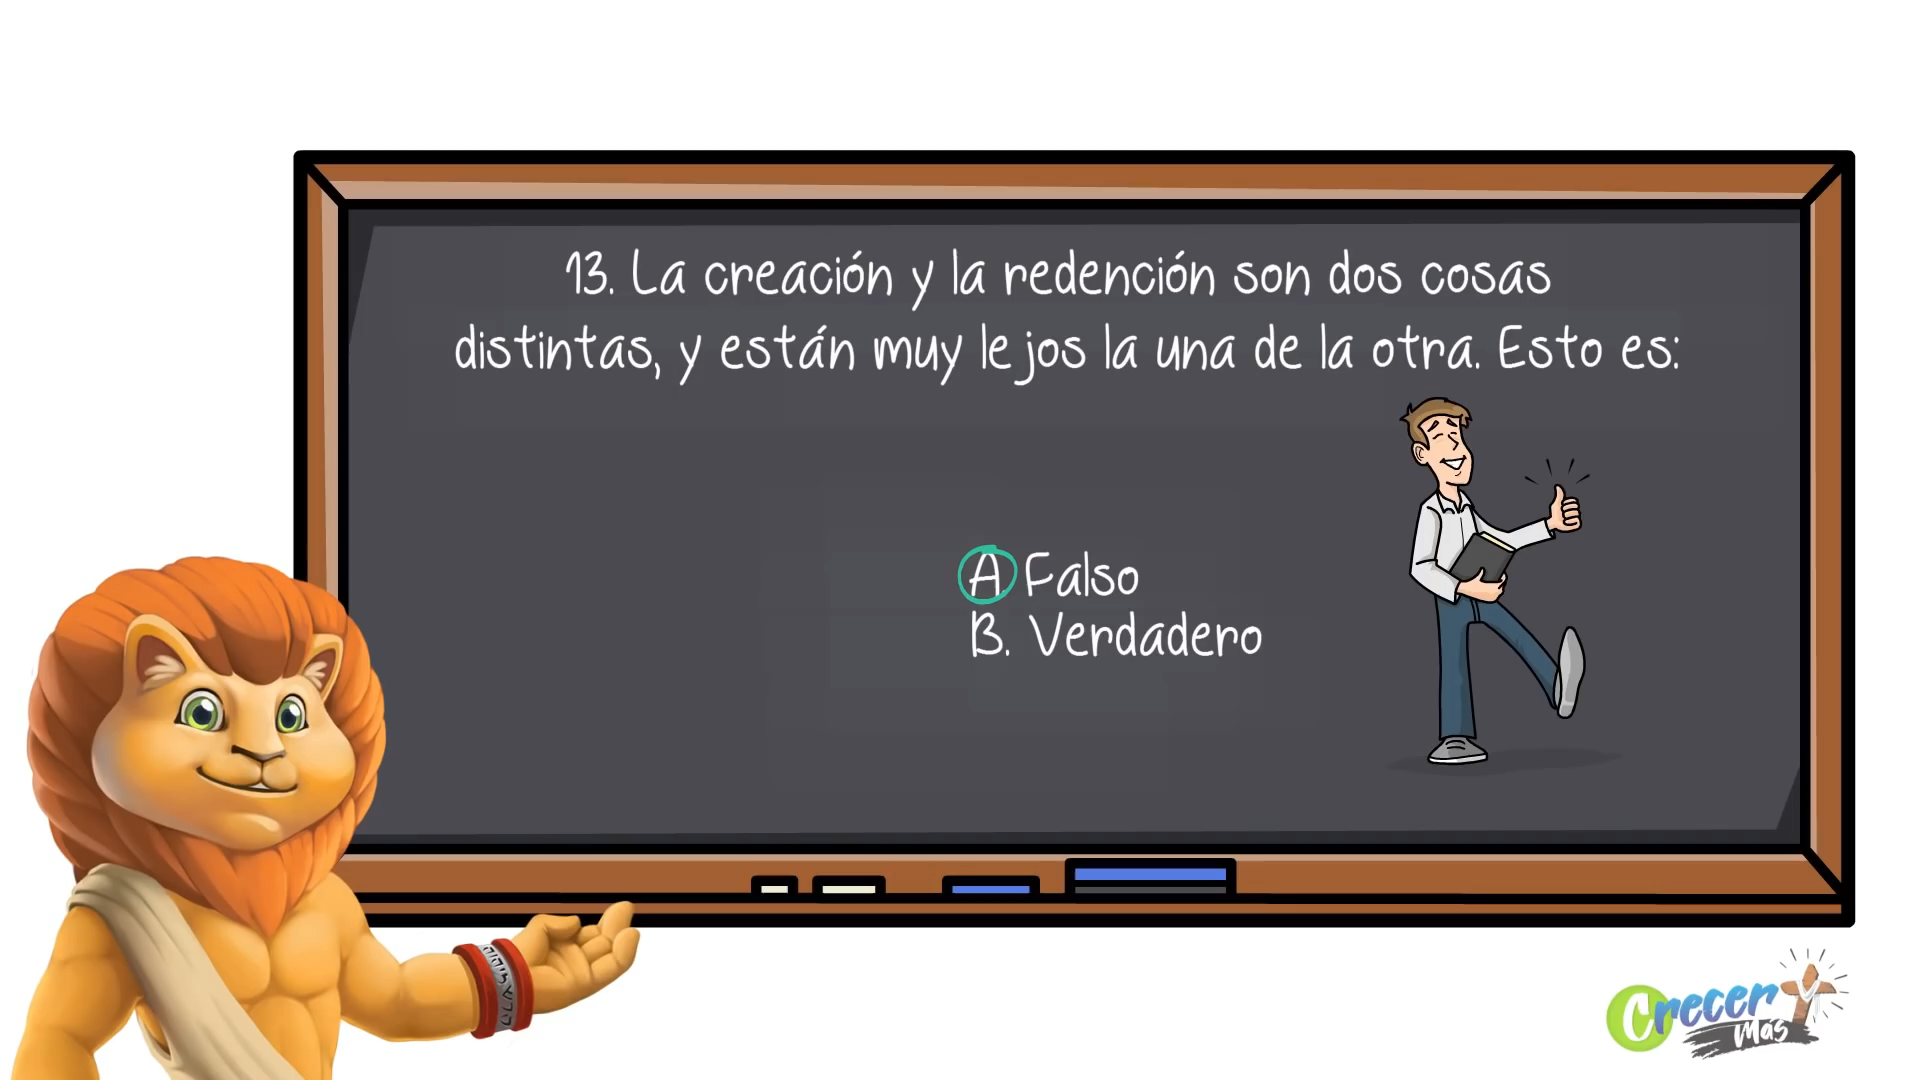 13. La creación y la redención son dos cosas
distintas, y están muy lejos la una de la otra. Esto es:
A. Falso
B. Verdadero
Crecer y
Más